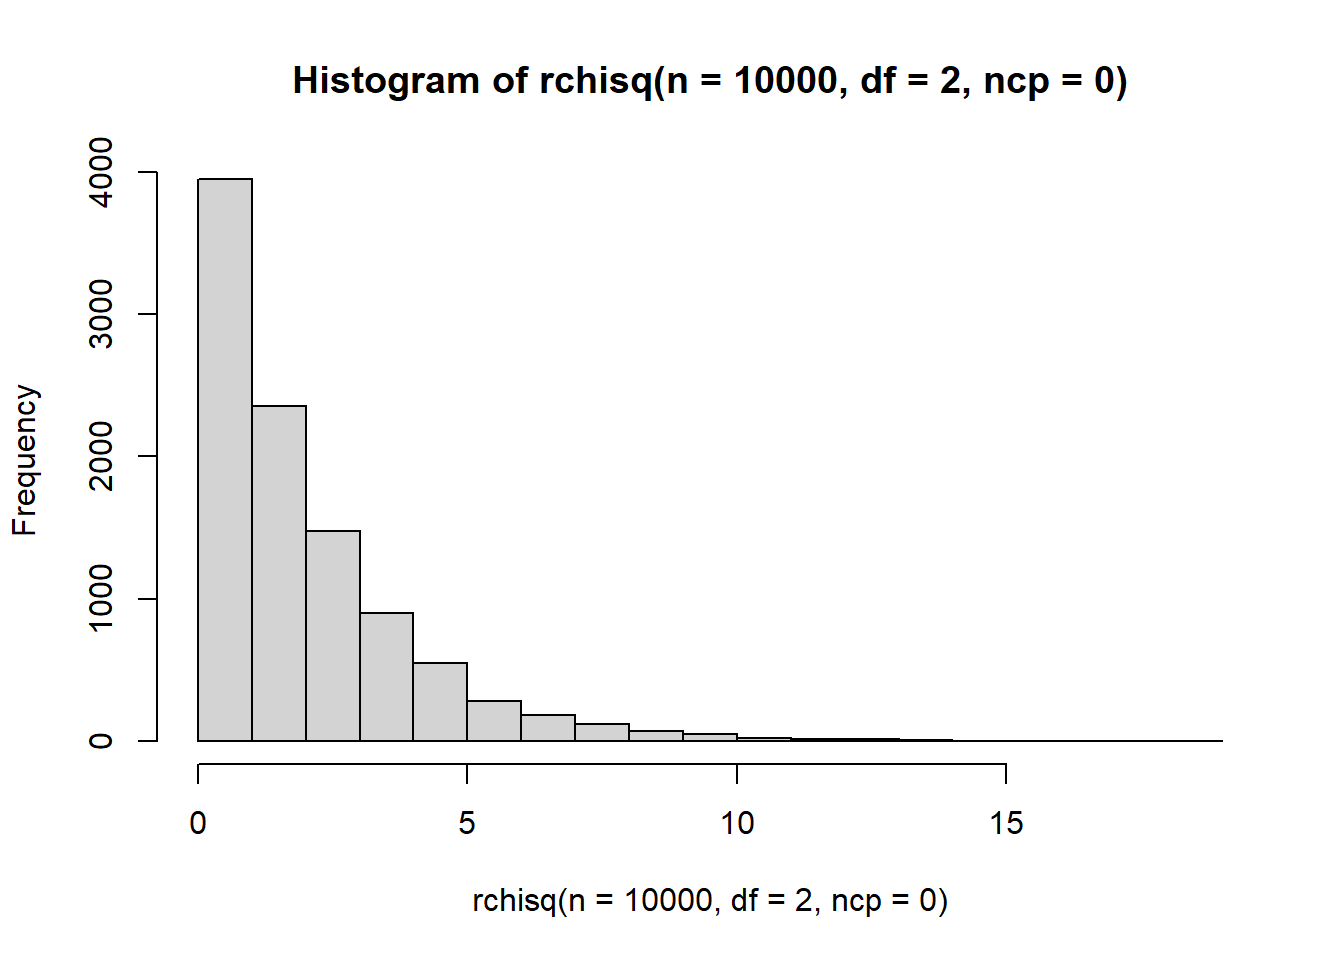 Histogram of rchisq(n = 10000, df = 2, ncp = 0)
Frequency
4000
3000
2000
1000
0
0 5 10 15
rchisq(n = 10000, df = 2, ncp = 0)